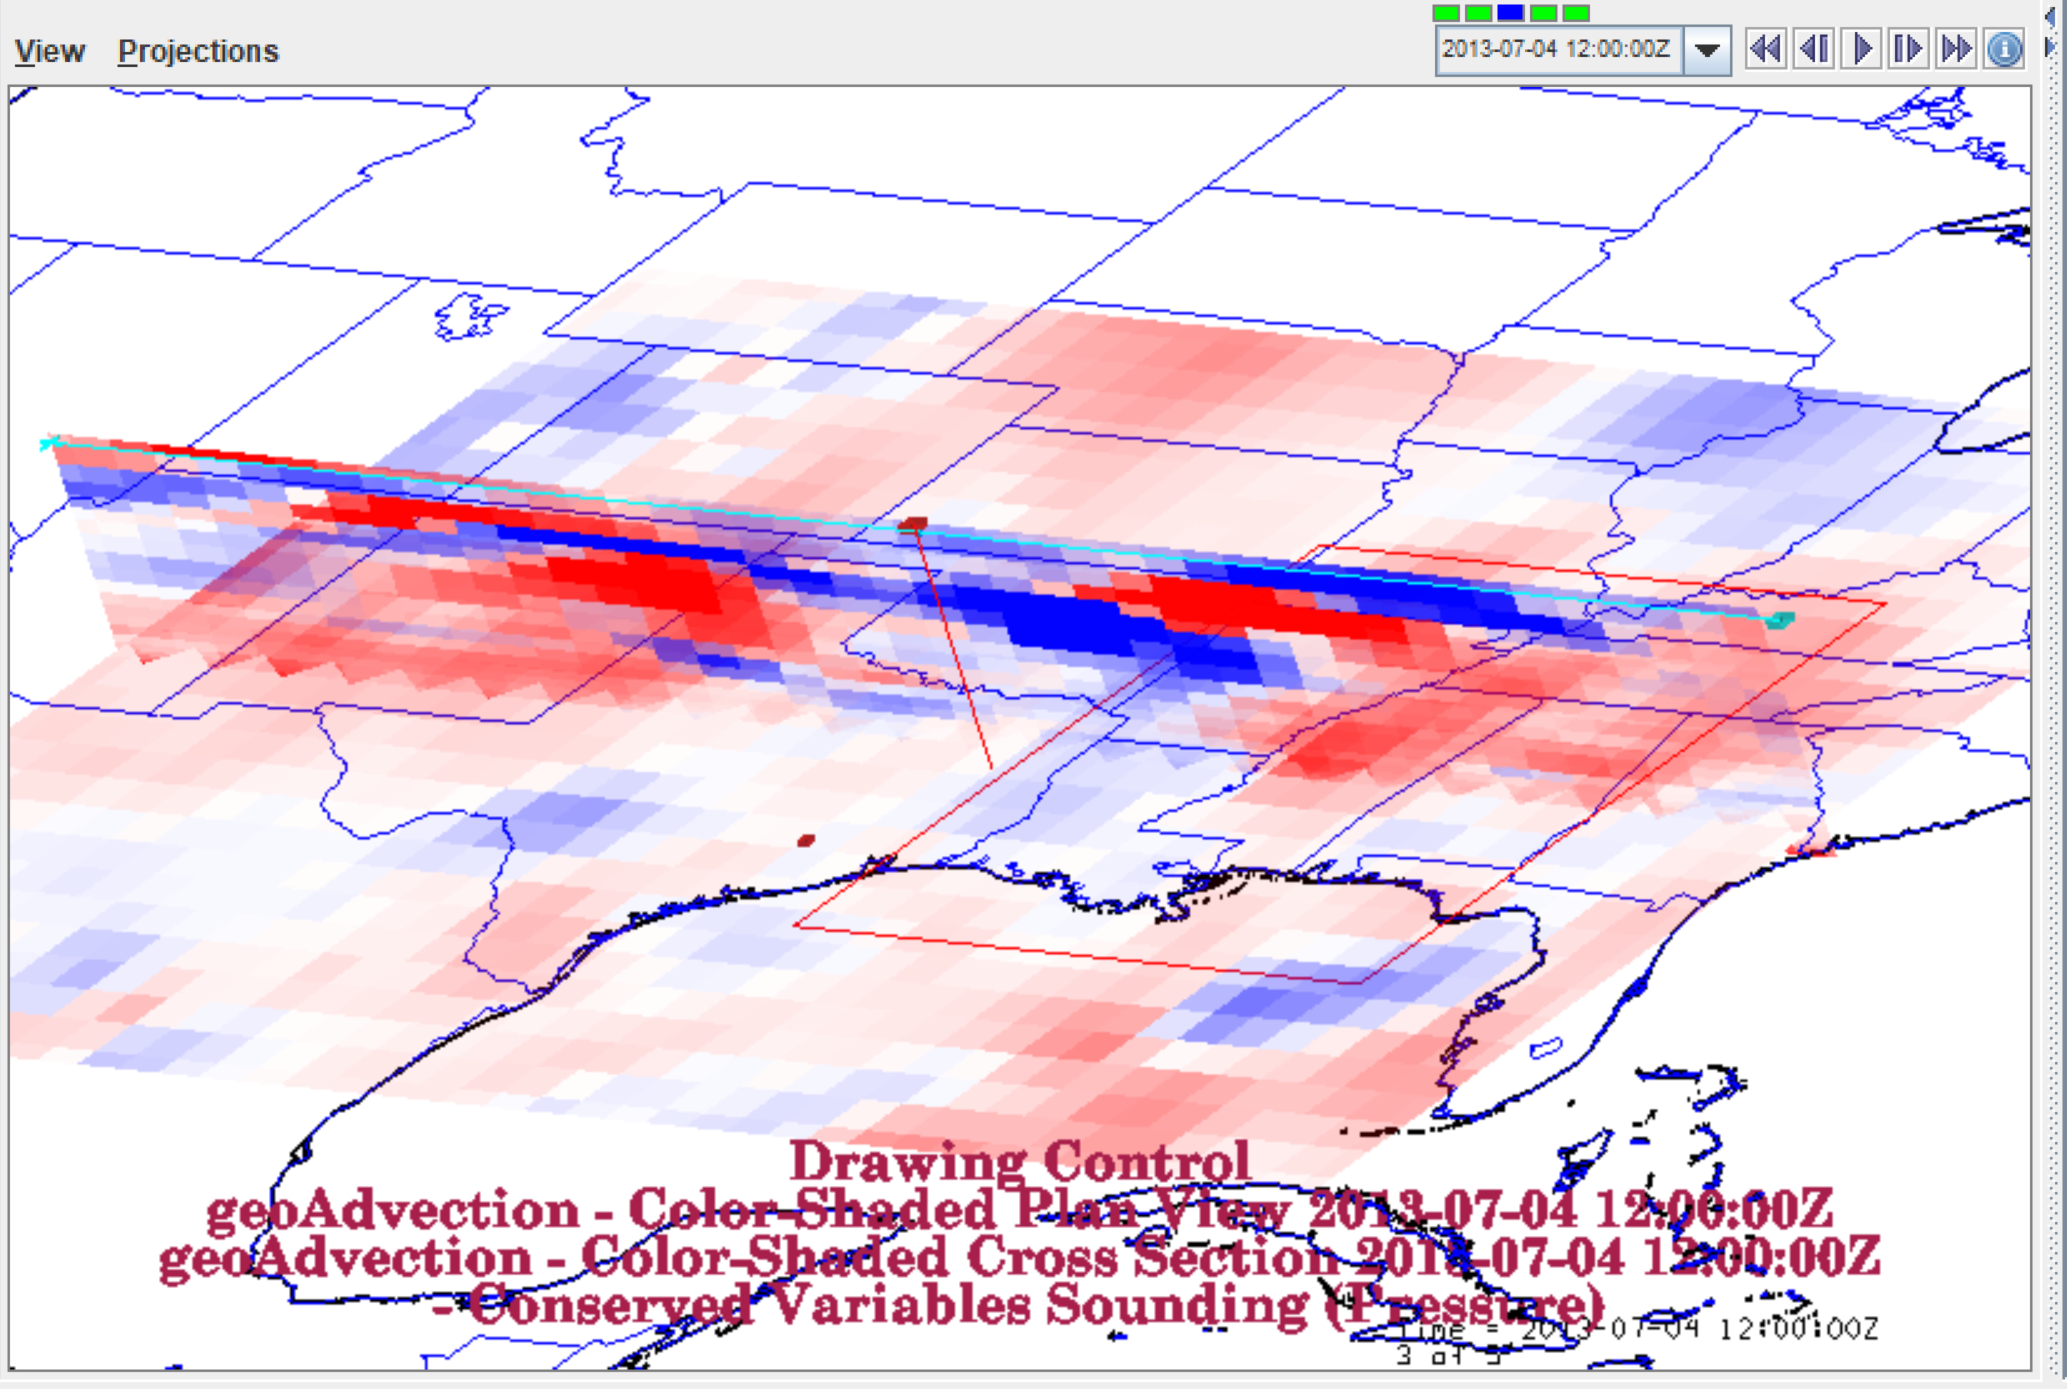 View Projections 2013-07-04 12:00:00Z
Drawing Control
geoAdvection - Color-Shaded Plan View 2013-07-04 12:00:00Z
geoAdvection - Color-Shaded Cross Section 2013-07-04 12:00:00Z
- Conserved Variables Sounding (Pressure)
Time = 2013-07-04 12:00:00Z
3 of 5